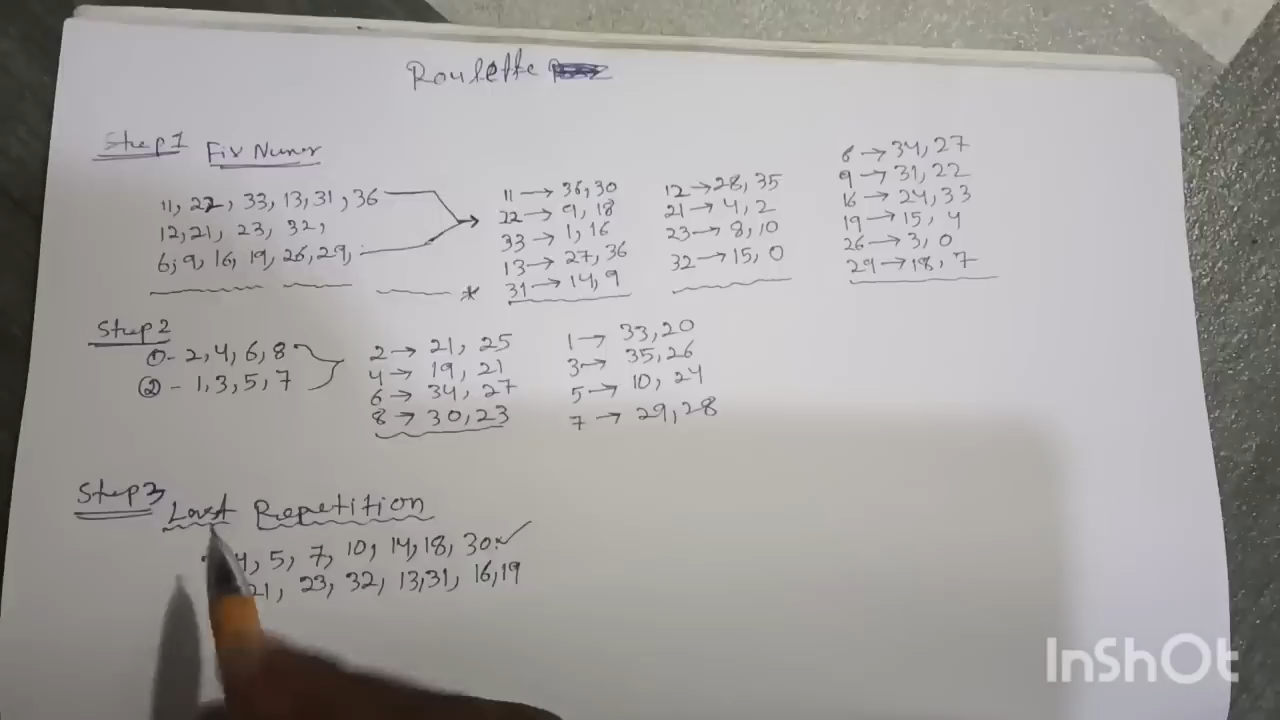 Roulette
Step 1 Fix Numer
11, 22, 33, 13, 31, 36
12, 21, 23, 32,
6, 9, 16, 19, 26, 29,
11 → 36, 30
22 → 9, 18
33 → 1, 16
13 → 27, 36
* 31 → 14, 9
12 → 28, 35
21 → 4, 2
23 → 8, 10
32 → 15, 0
6 → 34, 27
9 → 31, 22
16 → 24, 33
19 → 15, 4
26 → 3, 0
29 → 18, 7
Step 2
① - 2, 4, 6, 8
② - 1, 3, 5, 7
2 → 21, 25
4 → 19, 21
6 → 34, 27
8 → 30, 23
1 → 33, 20
3 → 35, 26
5 → 10, 24
7 → 29, 28
Step 3 Last Repetition
4, 5, 7, 10, 14, 18, 30 ✓
21, 23, 32, 13, 31, 16, 19
InShOt